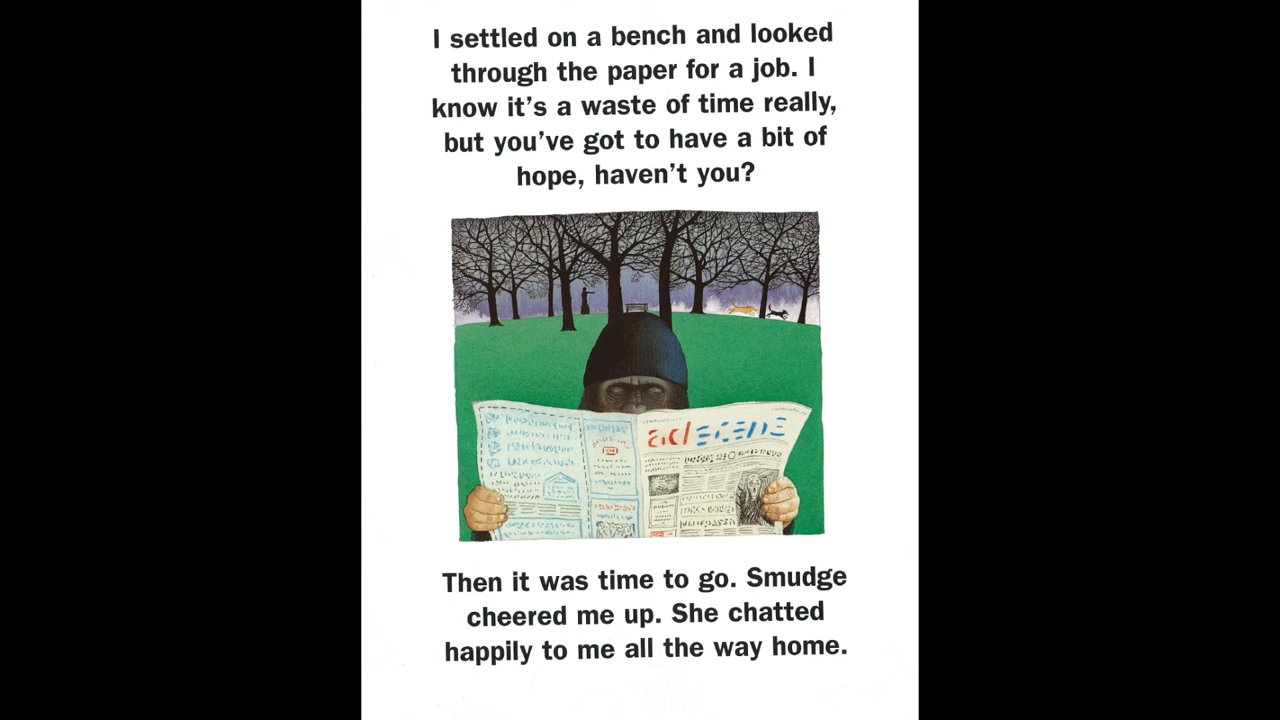 I settled on a bench and looked
through the paper for a job. I
know it's a waste of time really,
but you've got to have a bit of
hope, haven't you?
adscene
Then it was time to go. Smudge
cheered me up. She chatted
happily to me all the way home.